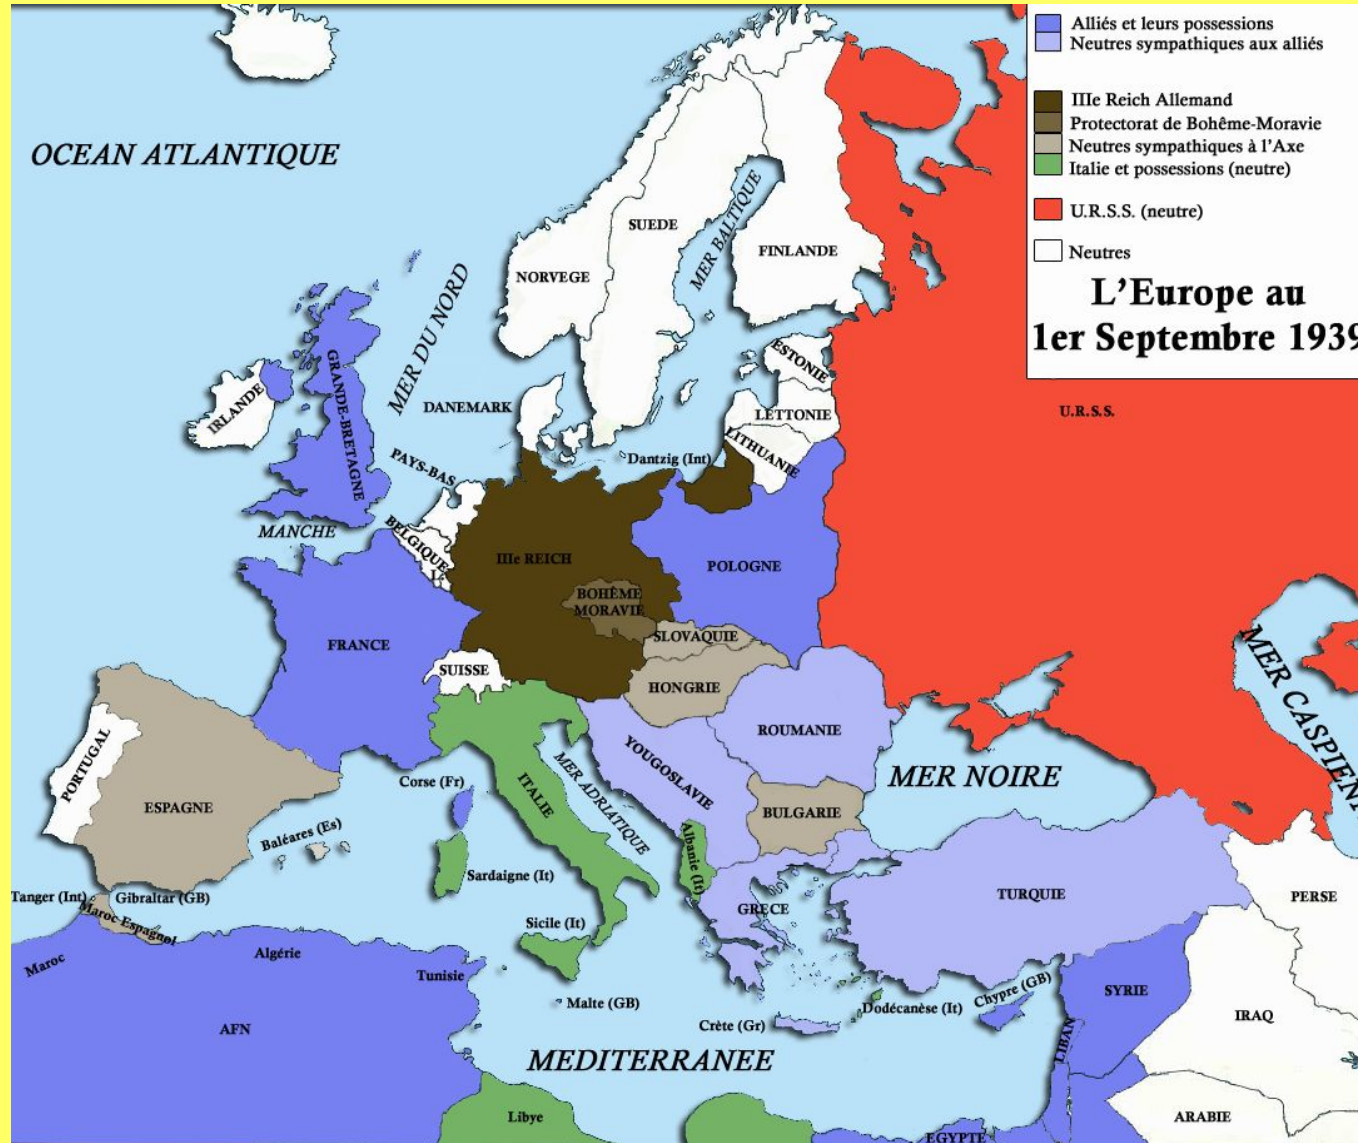 Alliés et leurs possessions
Neutres sympathiques aux alliés
IIIe Reich Allemand
Protectorat de Bohême-Moravie
Neutres sympathiques à l'Axe
Italie et possessions (neutre)
U.R.S.S. (neutre)
Neutres
L'Europe au
1er Septembre 1939
OCEAN ATLANTIQUE
MER DU NORD
MER BALTIQUE
SUEDE
FINLANDE
NORVEGE
ESTONIE
LETTONIE
LITHUANIE
DANEMARK
IRLANDE
GRANDE-BRETAGNE
U.R.S.S.
PAYS-BAS
Dantzig (Int)
MANCHE
BELGIQUE
IIIe REICH
POLOGNE
BOHÊME
MORAVIE
SLOVAQUIE
FRANCE
SUISSE
HONGRIE
MER CASPIENN
ROUMANIE
YOUGOSLAVIE
MER NOIRE
PORTUGAL
ESPAGNE
Corse (Fr)
ITALIE
MER ADRIATIQUE
BULGARIE
Baléares (Es)
Albanie (It)
Sardaigne (It)
Tanger (Int)
Gibraltar (GB)
Maroc Espagnol
TURQUIE
PERSE
GRECE
Sicile (It)
Maroc
Algérie
Tunisie
Malte (GB)
Dodécanèse (It)
Chypre (GB)
SYRIE
IRAQ
AFN
Crète (Gr)
LIBAN
MEDITERRANEE
Libye
ARABIE
EGYPTE